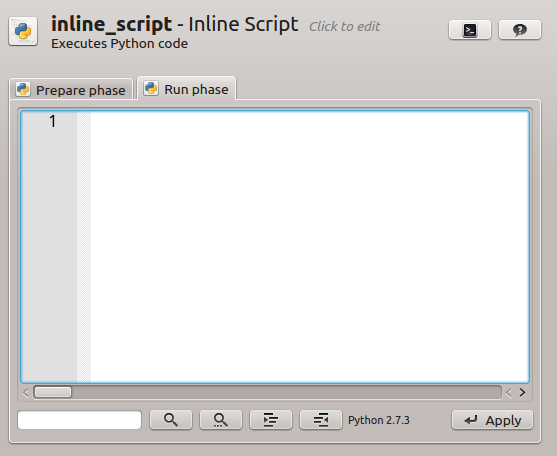 inline_script - Inline Script Click to edit
Executes Python code
Prepare phase Run phase
1
Python 2.7.3 Apply